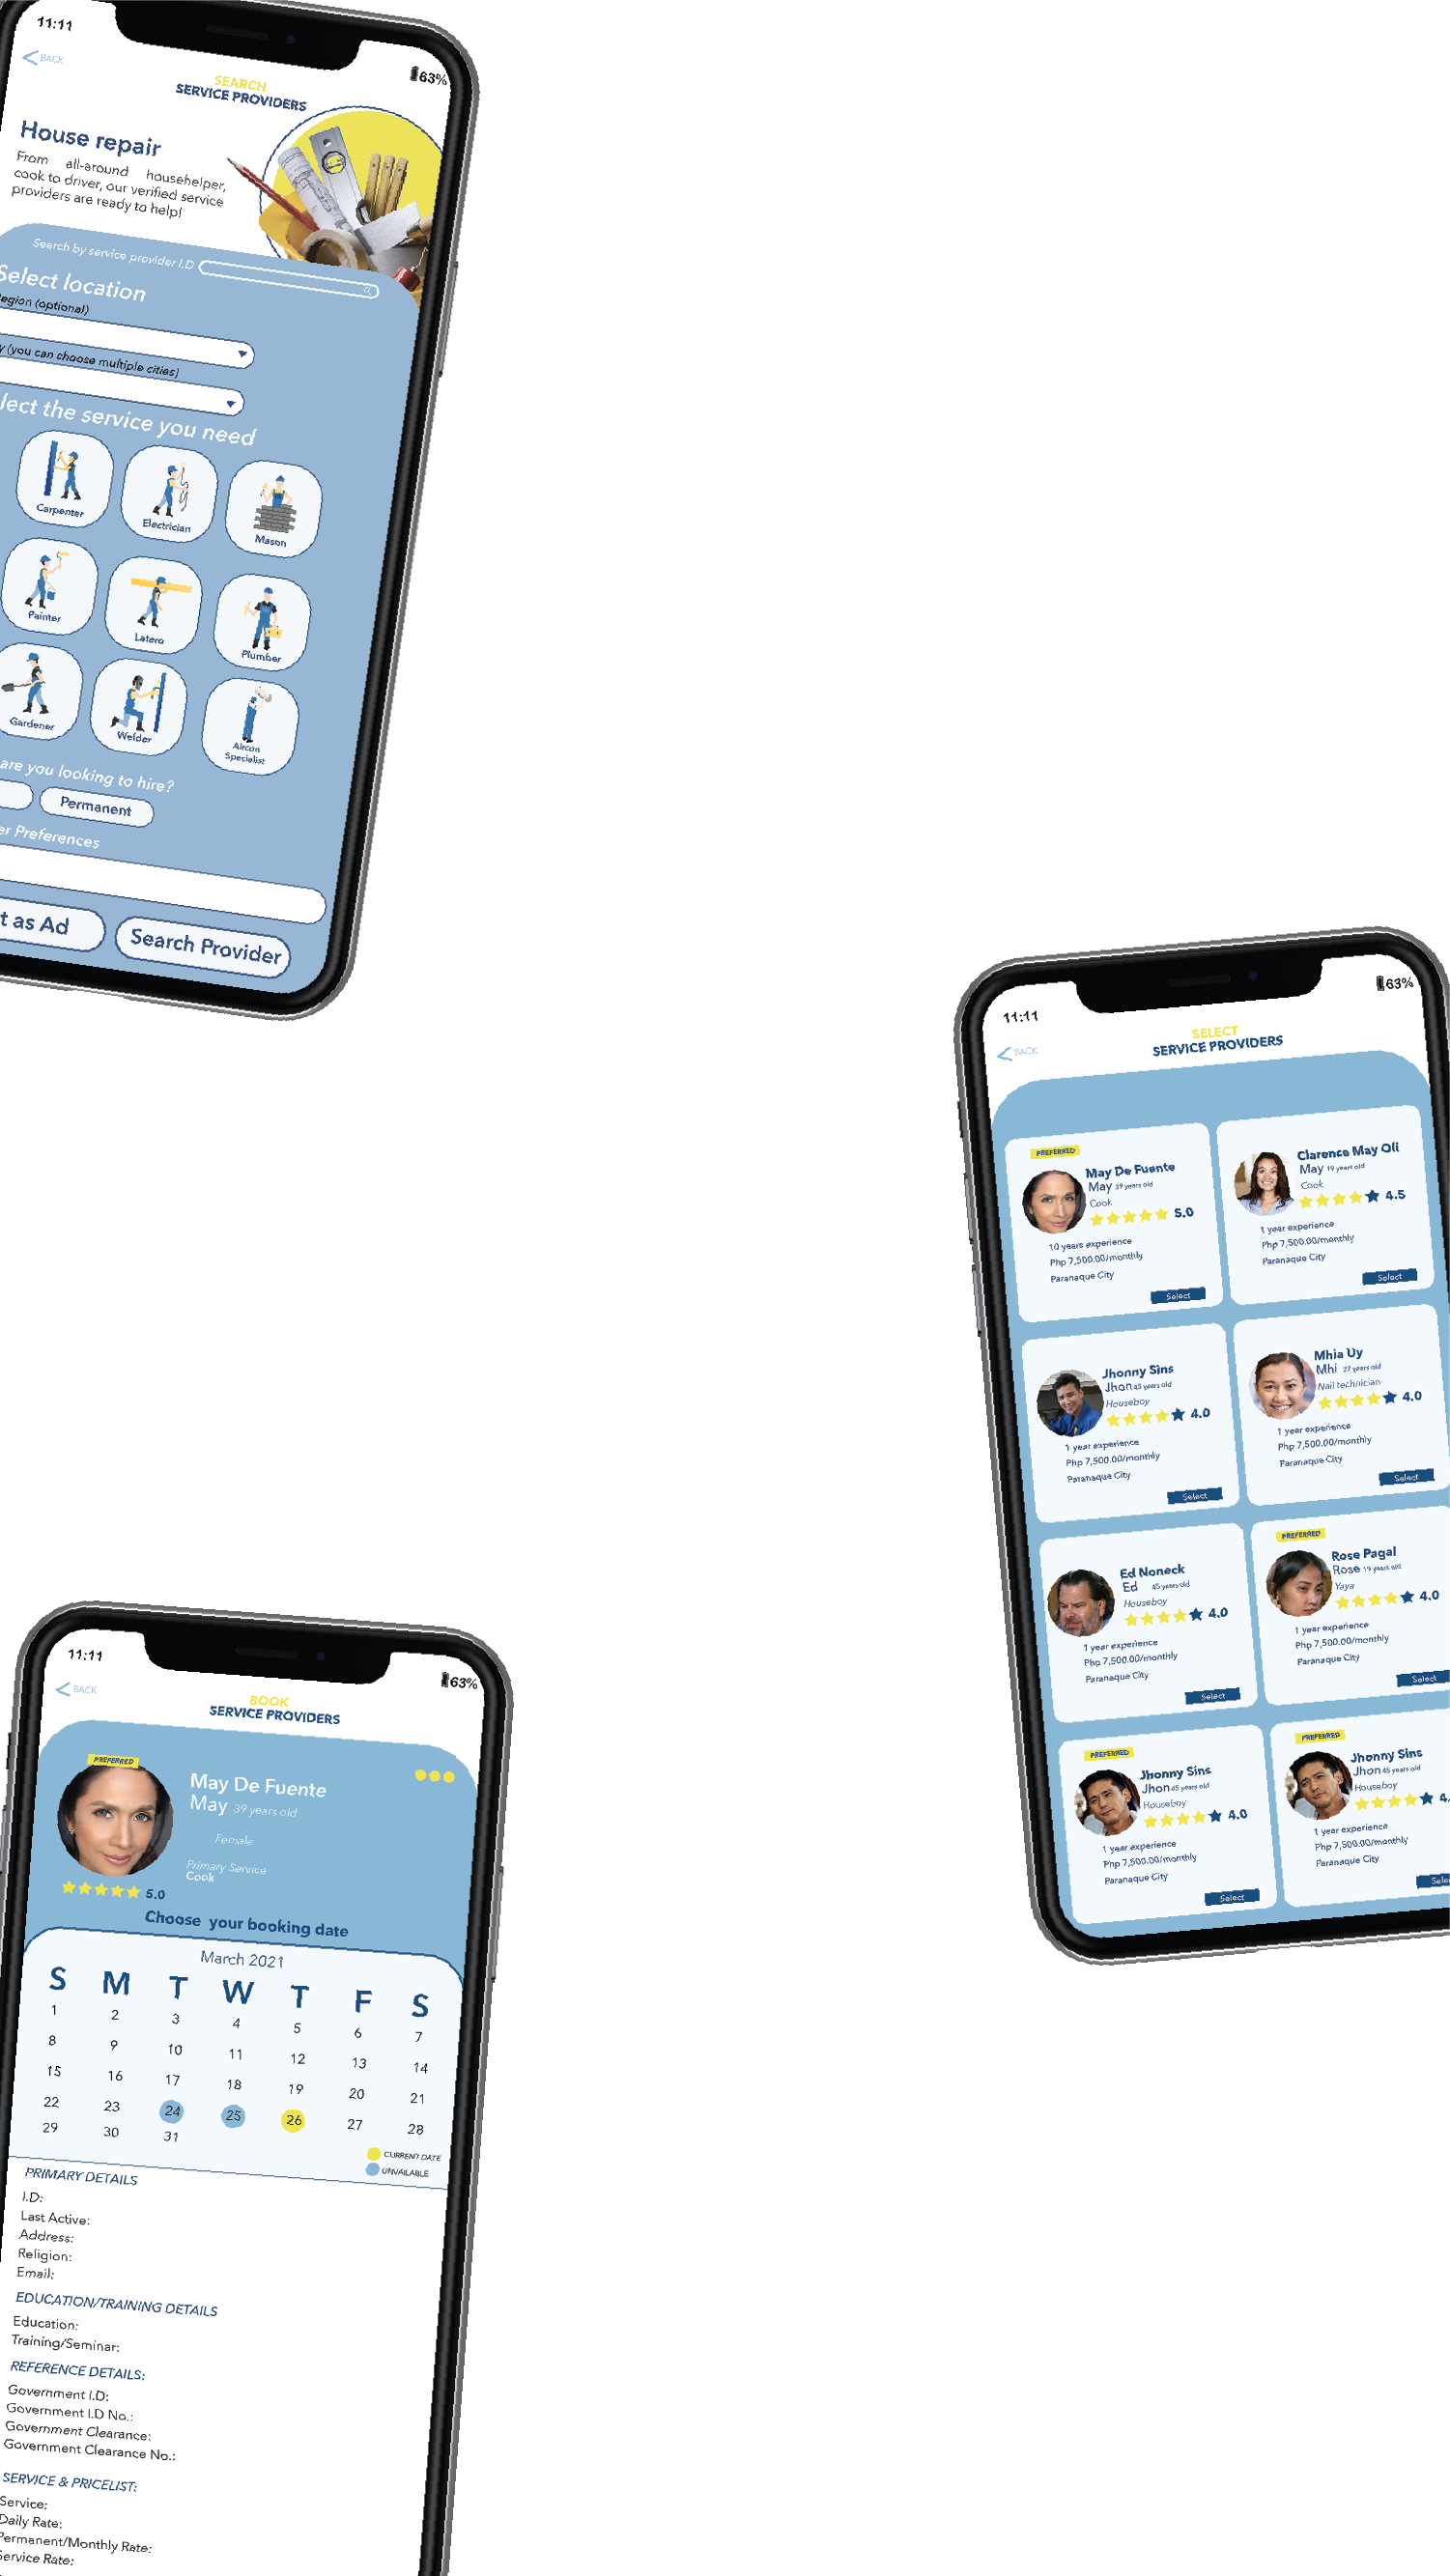 11:11
63%
BACK
SEARCH
SERVICE PROVIDERS
House repair
From all-around househelper,
cook to driver, our verified service
providers are ready to help!
Search by service provider I.D
Select location
egion (optional)
y (you can choose multiple cities)
lect the service you need
Carpenter
Electrician
Mason
Painter
Latero
Plumber
Gardener
Welder
Aircon
Specialist
are you looking to hire?
Permanent
er Preferences
t as Ad
Search Provider
11:11
63%
BACK
SELECT
SERVICE PROVIDERS
PREFERRED
May De Fuente
May 39 years old
Cook
5.0
10 years experience
Php 7,500.00/monthly
Paranaque City
Select
Clarence May Oli
May 19 years old
Cook
4.5
1 year experience
Php 7,500.00/monthly
Paranaque City
Select
Jhonny Sins
Jhon 45 years old
Houseboy
4.0
1 year experience
Php 7,500.00/monthly
Paranaque City
Select
Mhia Uy
Mhi 27 years old
Nail technician
4.0
1 year experience
Php 7,500.00/monthly
Paranaque City
Select
Ed Noneck
Ed 45 years old
Houseboy
4.0
1 year experience
Php 7,500.00/monthly
Paranaque City
Select
PREFERRED
Rose Pagal
Rose 19 years old
Yaya
4.0
1 year experience
Php 7,500.00/monthly
Paranaque City
Select
PREFERRED
Jhonny Sins
Jhon 45 years old
Houseboy
4.0
1 year experience
Php 7,500.00/monthly
Paranaque City
Select
PREFERRED
Jhonny Sins
Jhon 45 years old
Houseboy
4.
1 year experience
Php 7,500.00/monthly
Paranaque City
Selec
11:11
63%
BACK
BOOK
SERVICE PROVIDERS
PREFERRED
May De Fuente
May 39 years old
Female
Primary Service
Cook
5.0
Choose your booking date
March 2021
S M T W T F S
1 2 3 4 5 6 7
8 9 10 11 12 13 14
15 16 17 18 19 20 21
22 23 24 25 26 27 28
29 30 31
CURRENT DATE
UNVAILABLE
PRIMARY DETAILS
I.D:
Last Active:
Address:
Religion:
Email:
EDUCATION/TRAINING DETAILS
Education:
Training/Seminar:
REFERENCE DETAILS:
Government I.D:
Government I.D No.:
Government Clearance:
Government Clearance No.:
SERVICE & PRICELIST:
Service:
Daily Rate:
Permanent/Monthly Rate:
Service Rate: